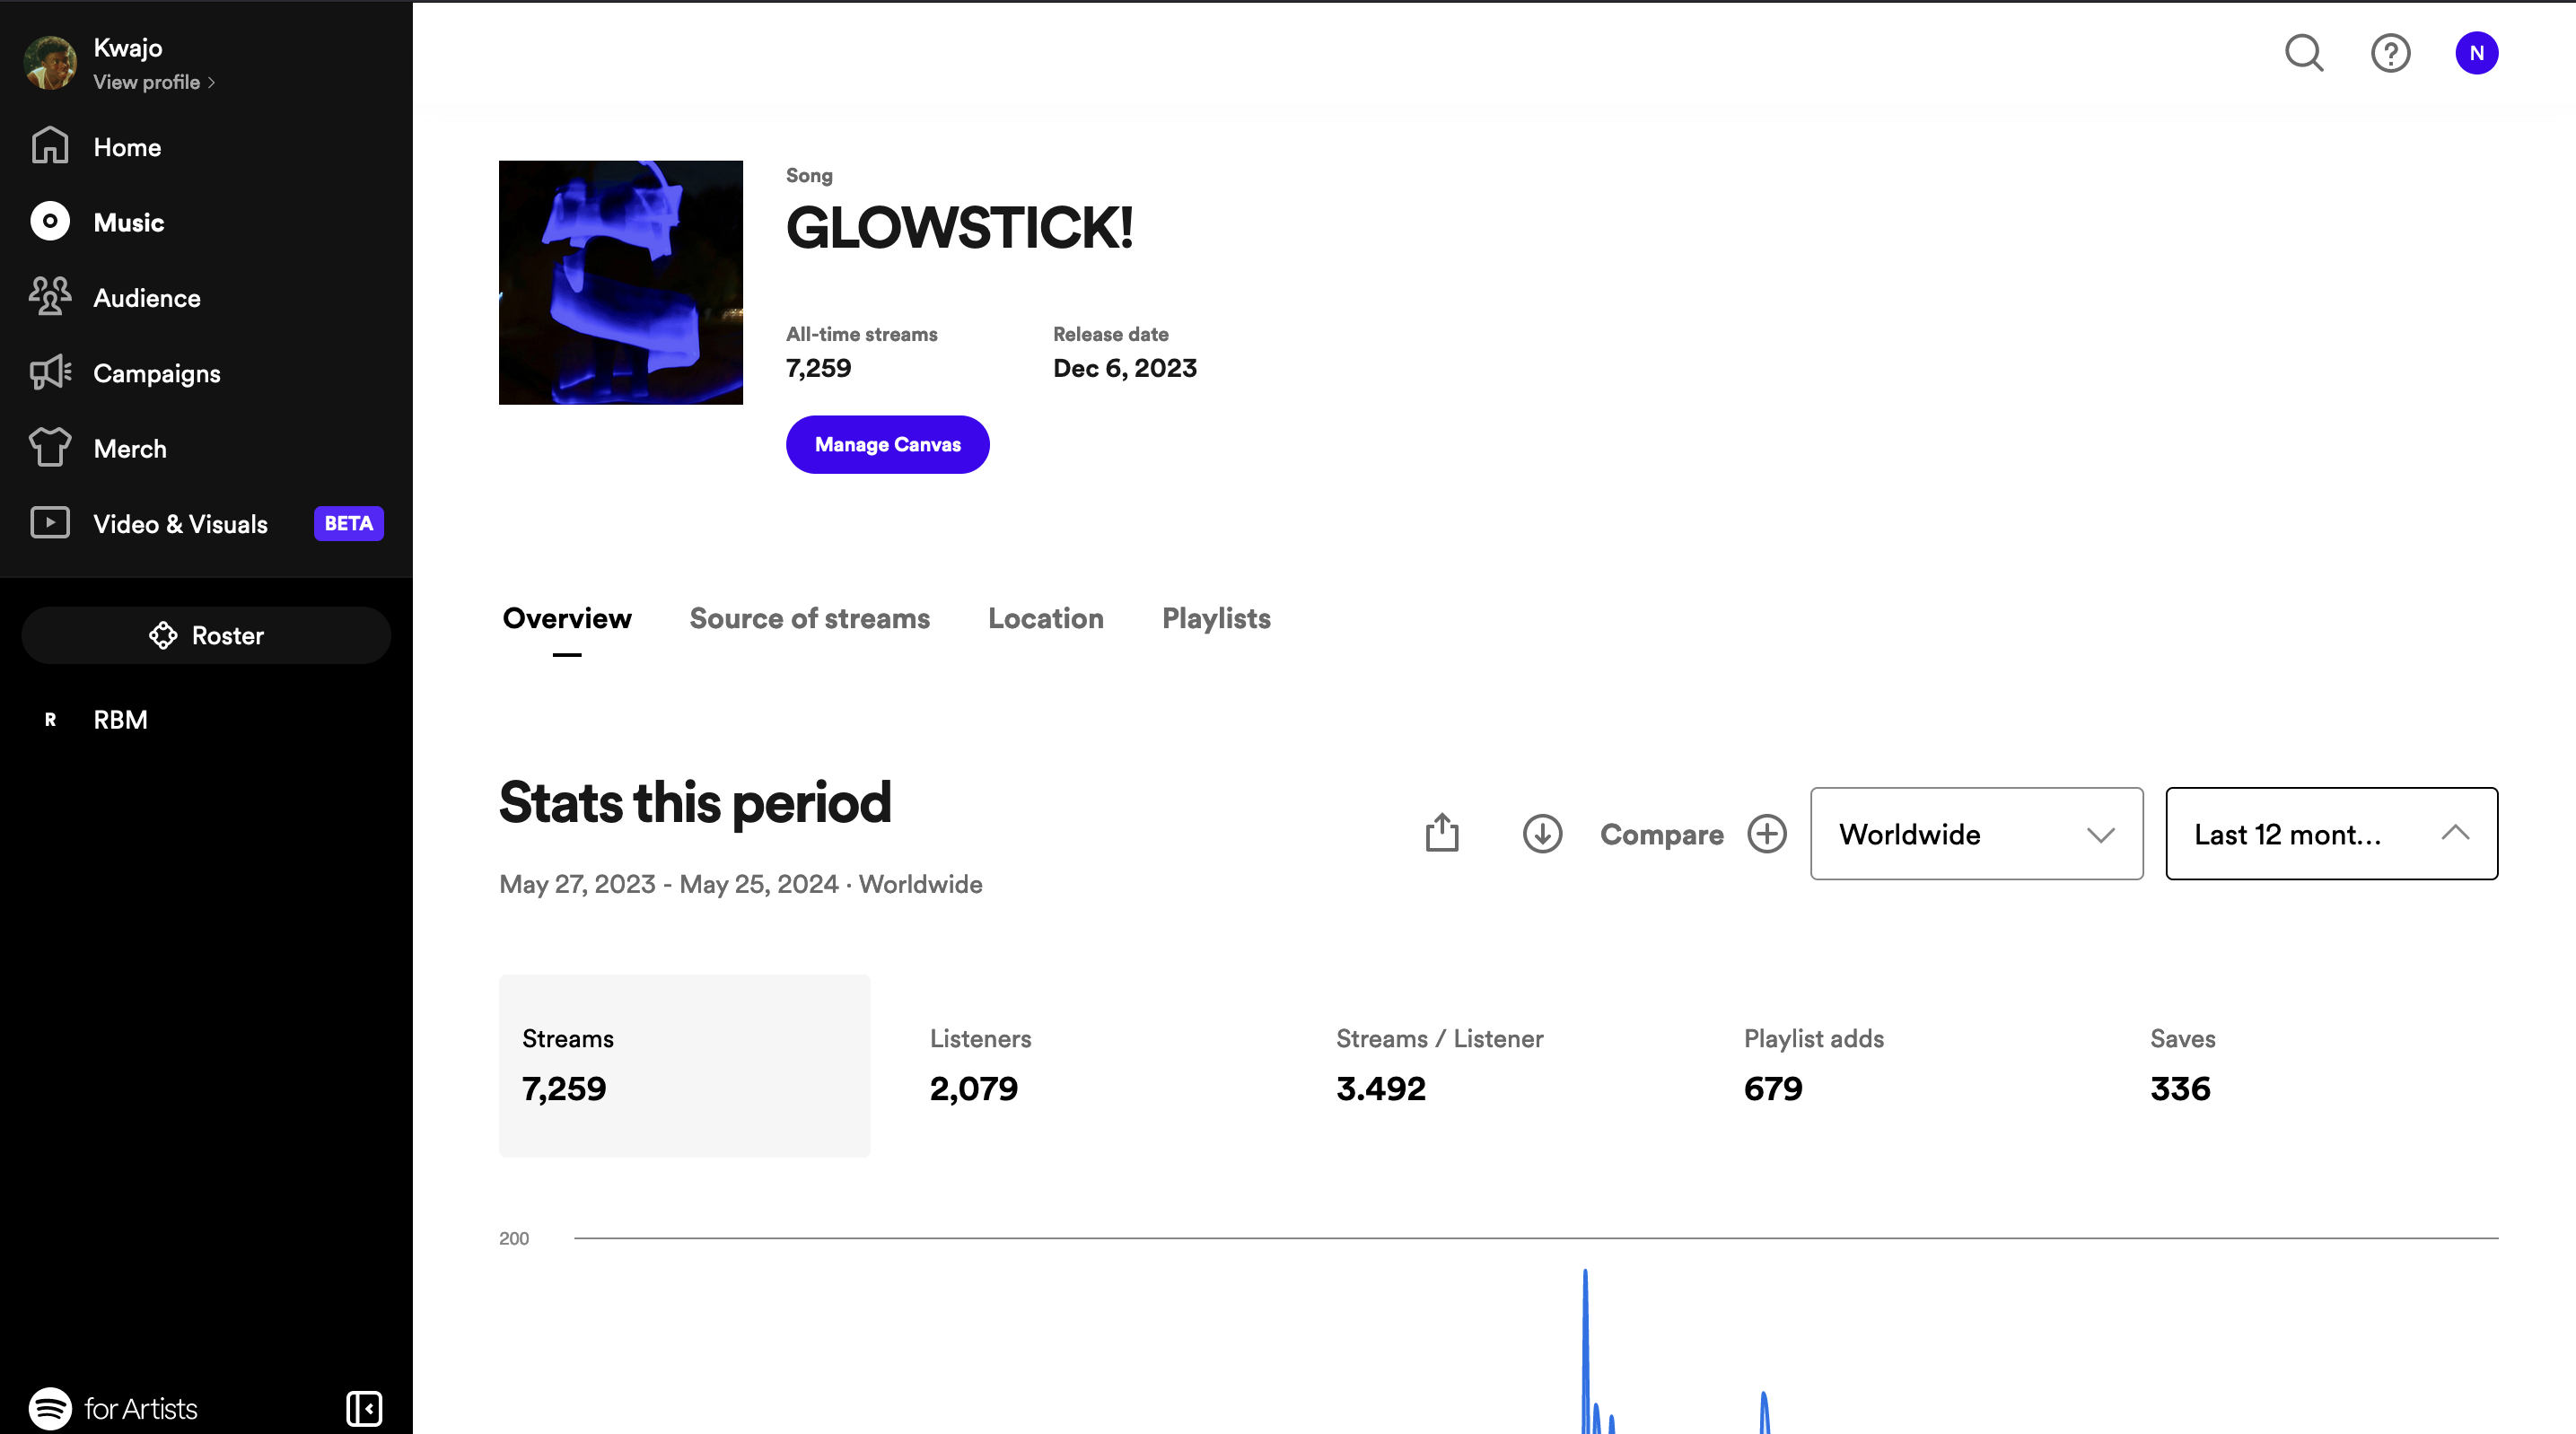 Kwajo
View profile
Home
Music
Audience
Campaigns
Merch
Video & Visuals BETA
Roster
R RBM
for Artists
N
Song
GLOWSTICK!
All-time streams Release date
7,259 Dec 6, 2023
Manage Canvas
Overview Source of streams Location Playlists
Stats this period
Compare Worldwide Last 12 mont...
May 27, 2023 - May 25, 2024 · Worldwide
Streams Listeners Streams / Listener Playlist adds Saves
7,259 2,079 3.492 679 336
200